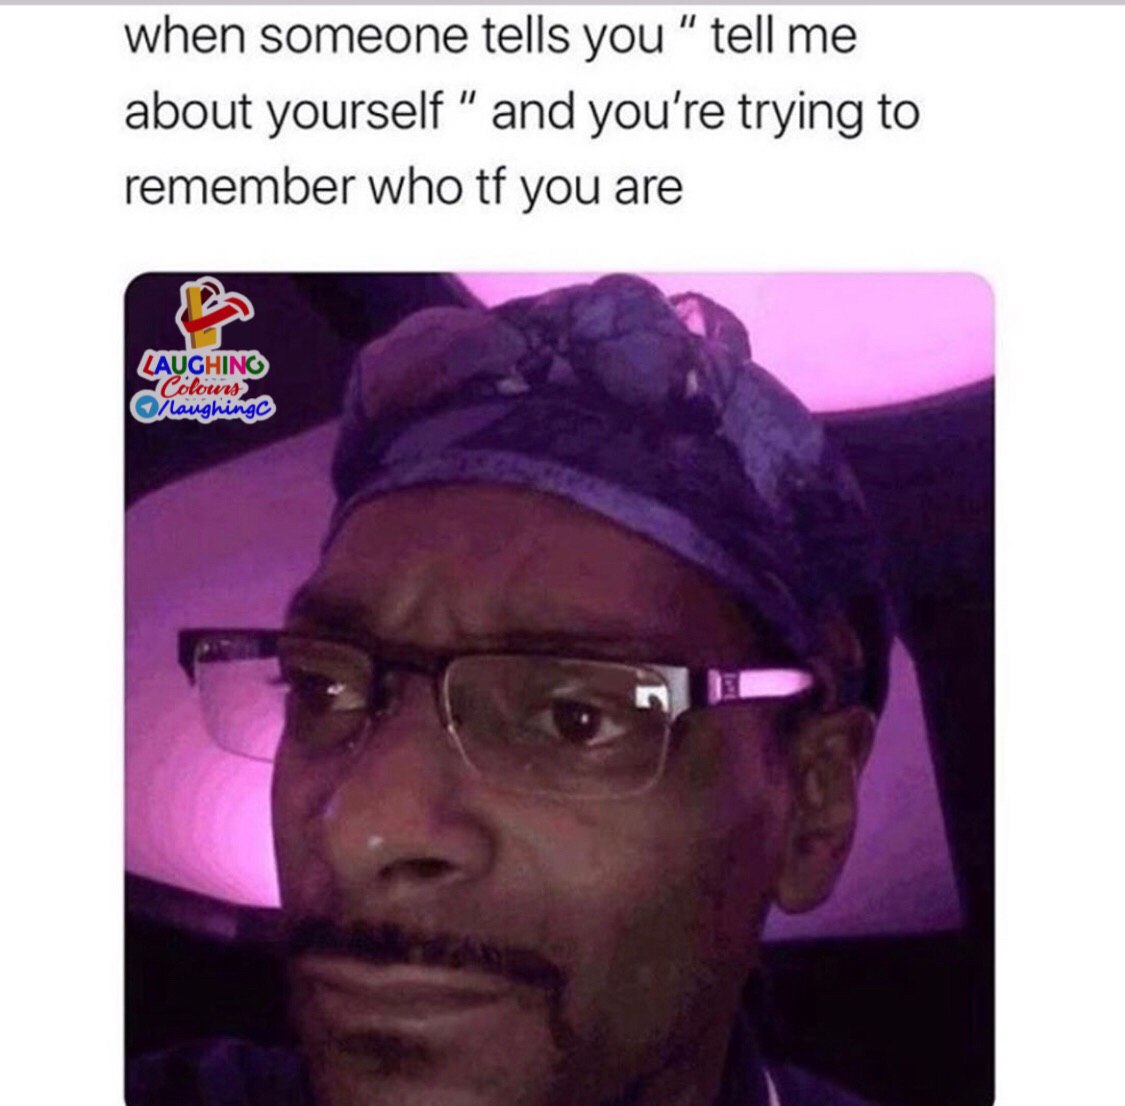 when someone tells you " tell me
about yourself " and you're trying to
remember who tf you are
LAUGHING
Colours
/laughingC